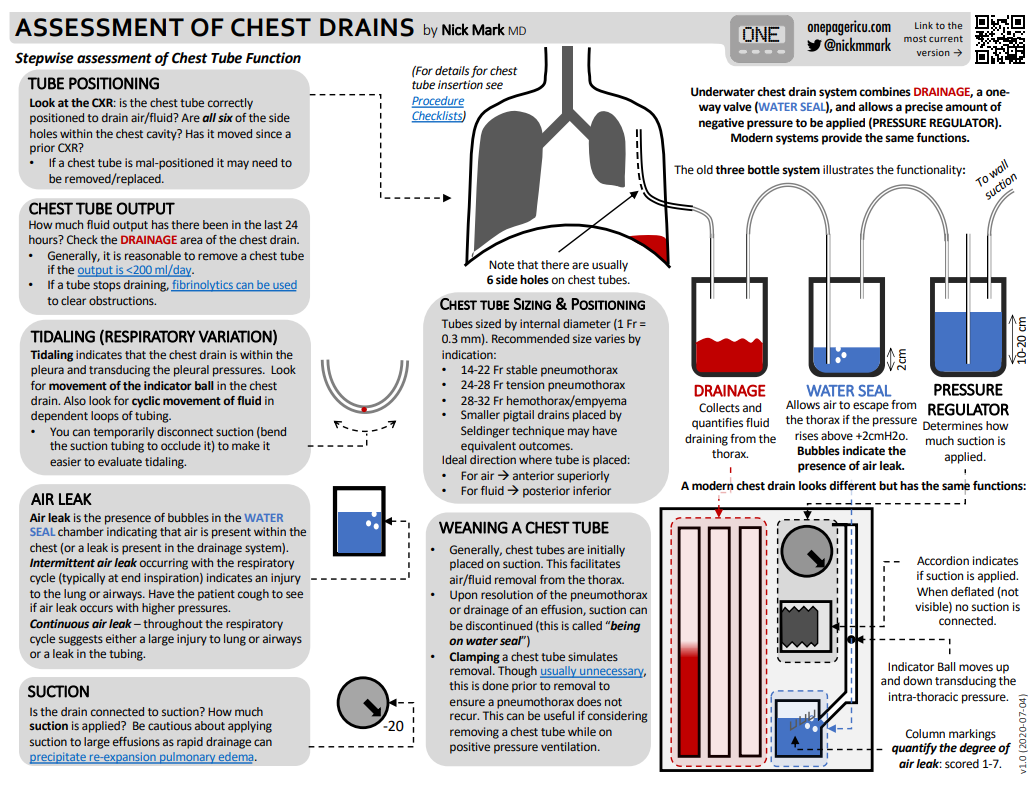 ASSESSMENT OF CHEST DRAINS by Nick Mark MD
ONE
onepagericu.com
@nickmmark
Link to the
most current
version →
Stepwise assessment of Chest Tube Function
TUBE POSITIONING
Look at the CXR: is the chest tube correctly
positioned to drain air/fluid? Are all six of the side
holes within the chest cavity? Has it moved since a
prior CXR?
• If a chest tube is mal-positioned it may need to
be removed/replaced.
CHEST TUBE OUTPUT
How much fluid output has there been in the last 24
hours? Check the DRAINAGE area of the chest drain.
• Generally, it is reasonable to remove a chest tube
if the output is <200 ml/day.
• If a tube stops draining, fibrinolytics can be used
to clear obstructions.
TIDALING (RESPIRATORY VARIATION)
Tidaling indicates that the chest drain is within the
pleura and transducing the pleural pressures. Look
for movement of the indicator ball in the chest
drain. Also look for cyclic movement of fluid in
dependent loops of tubing.
• You can temporarily disconnect suction (bend
the suction tubing to occlude it) to make it
easier to evaluate tidaling.
AIR LEAK
Air leak is the presence of bubbles in the WATER
SEAL chamber indicating that air is present within the
chest (or a leak is present in the drainage system).
Intermittent air leak occurring with the respiratory
cycle (typically at end inspiration) indicates an injury
to the lung or airways. Have the patient cough to see
if air leak occurs with higher pressures.
Continuous air leak – throughout the respiratory
cycle suggests either a large injury to lung or airways
or a leak in the tubing.
SUCTION
Is the drain connected to suction? How much
suction is applied? Be cautious about applying
suction to large effusions as rapid drainage can
precipitate re-expansion pulmonary edema.
-20
(For details for chest
tube insertion see
Procedure
Checklists)
Note that there are usually
6 side holes on chest tubes.
CHEST TUBE SIZING & POSITIONING
Tubes sized by internal diameter (1 Fr =
0.3 mm). Recommended size varies by
indication:
• 14-22 Fr stable pneumothorax
• 24-28 Fr tension pneumothorax
• 28-32 Fr hemothorax/empyema
• Smaller pigtail drains placed by
Seldinger technique may have
equivalent outcomes.
Ideal direction where tube is placed:
• For air → anterior superiorly
• For fluid → posterior inferior
WEANING A CHEST TUBE
• Generally, chest tubes are initially
placed on suction. This facilitates
air/fluid removal from the thorax.
• Upon resolution of the pneumothorax
or drainage of an effusion, suction can
be discontinued (this is called “being
on water seal”)
• Clamping a chest tube simulates
removal. Though usually unnecessary,
this is done prior to removal to
ensure a pneumothorax does not
recur. This can be useful if considering
removing a chest tube while on
positive pressure ventilation.
Underwater chest drain system combines DRAINAGE, a one-
way valve (WATER SEAL), and allows a precise amount of
negative pressure to be applied (PRESSURE REGULATOR).
Modern systems provide the same functions.
The old three bottle system illustrates the functionality:
To wall
suction
2cm
10-20 cm
DRAINAGE
Collects and
quantifies fluid
draining from the
thorax.
WATER SEAL
Allows air to escape from
the thorax if the pressure
rises above +2cmH2o.
Bubbles indicate the
presence of air leak.
PRESSURE
REGULATOR
Determines how
much suction is
applied.
A modern chest drain looks different but has the same functions:
Accordion indicates
if suction is applied.
When deflated (not
visible) no suction is
connected.
Indicator Ball moves up
and down transducing the
intra-thoracic pressure.
Column markings
quantify the degree of
air leak: scored 1-7.
v1.0 (2020-07-04)